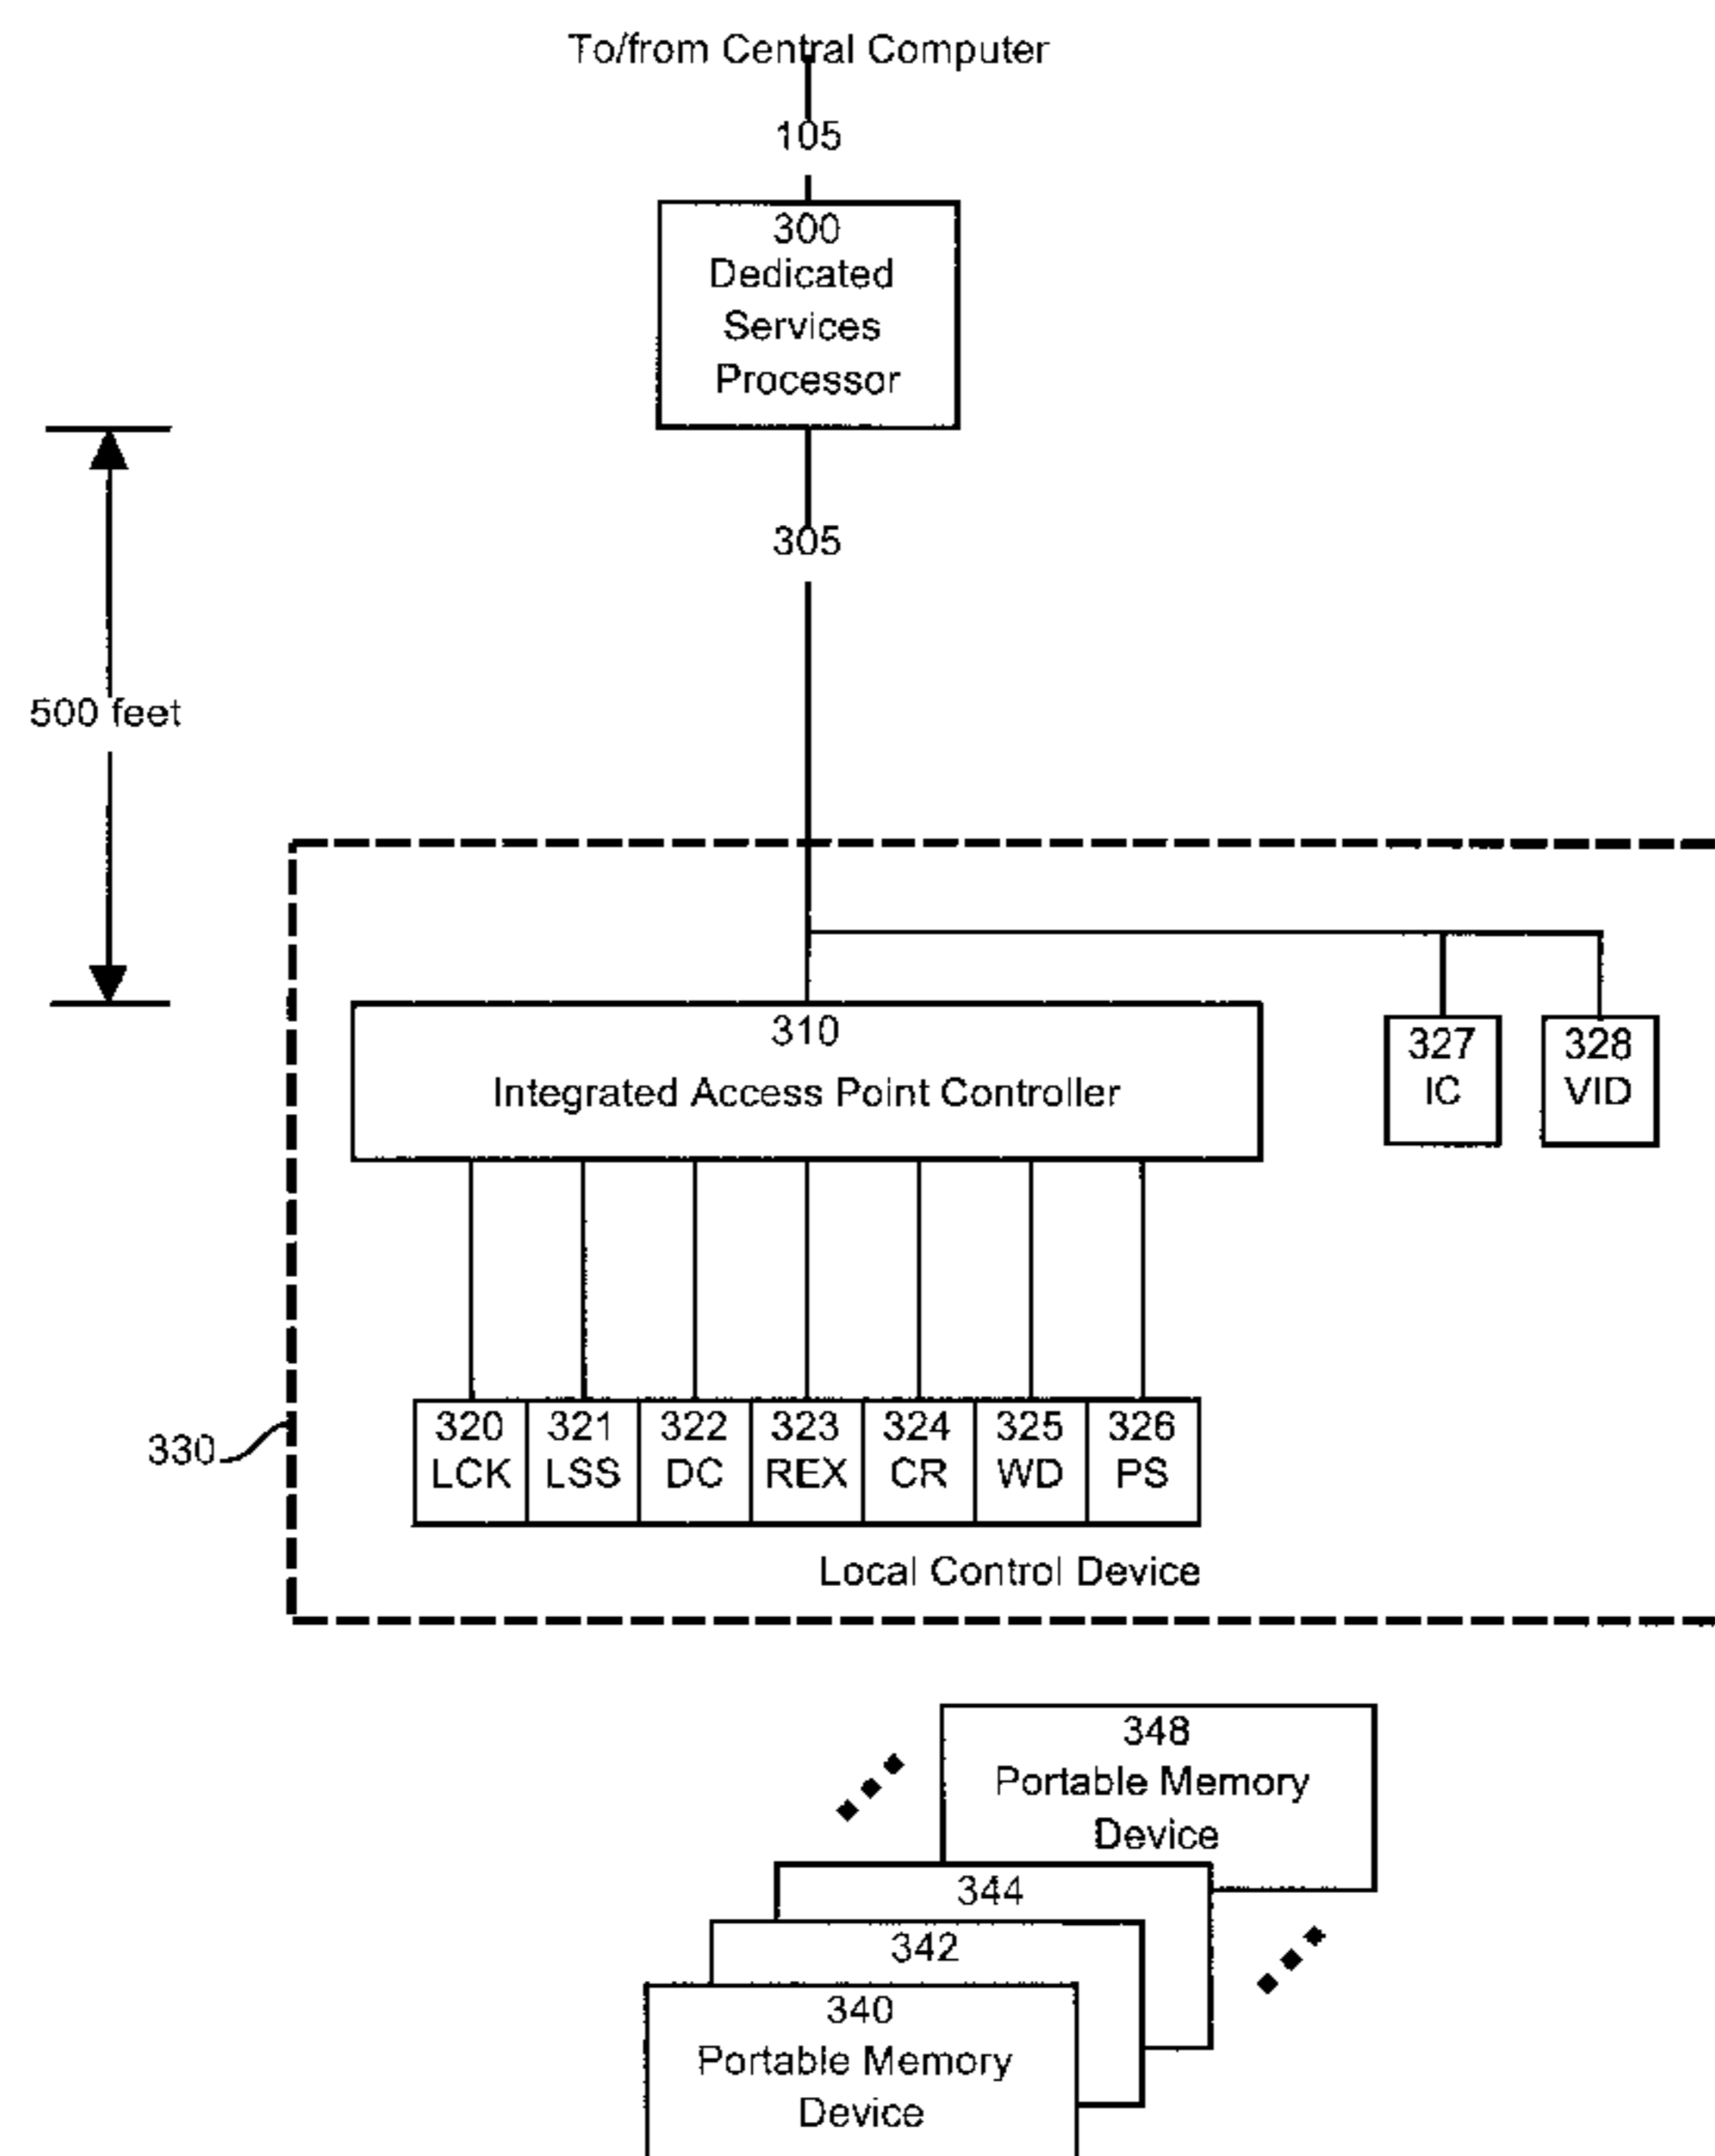 To/from Central Computer
105
300
Dedicated
Services
Processor
305
500 feet
310
Integrated Access Point Controller
327
IC
328
VID
320
LCK
321
LSS
322
DC
323
REX
324
CR
325
WD
326
PS
330
Local Control Device
348
Portable Memory
Device
344
342
340
Portable Memory
Device